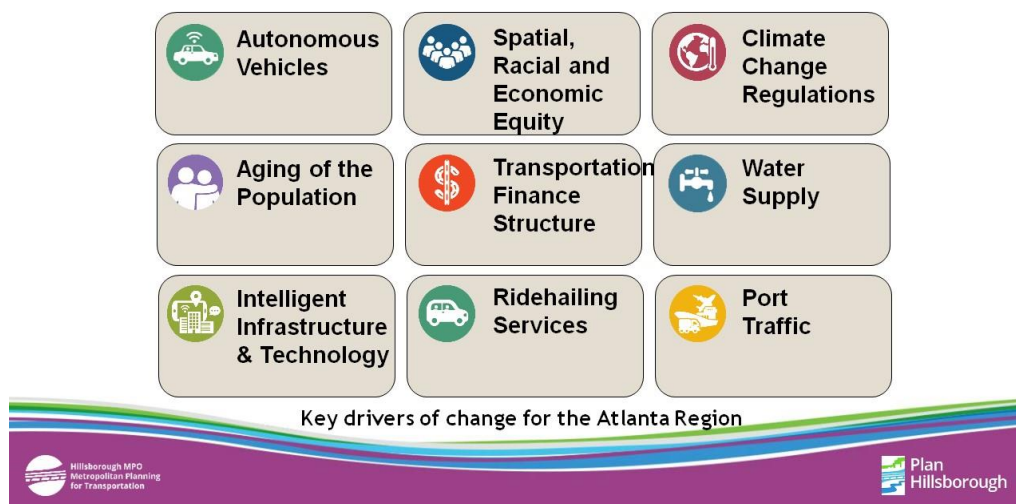 Autonomous
Vehicles
Spatial,
Racial and
Economic
Equity
Climate
Change
Regulations
Aging of the
Population
Transportation
Finance
Structure
Water
Supply
Intelligent
Infrastructure
& Technology
Ridehailing
Services
Port
Traffic
Key drivers of change for the Atlanta Region
Hillsborough MPO
Metropolitan Planning
for Transportation
Plan
Hillsborough